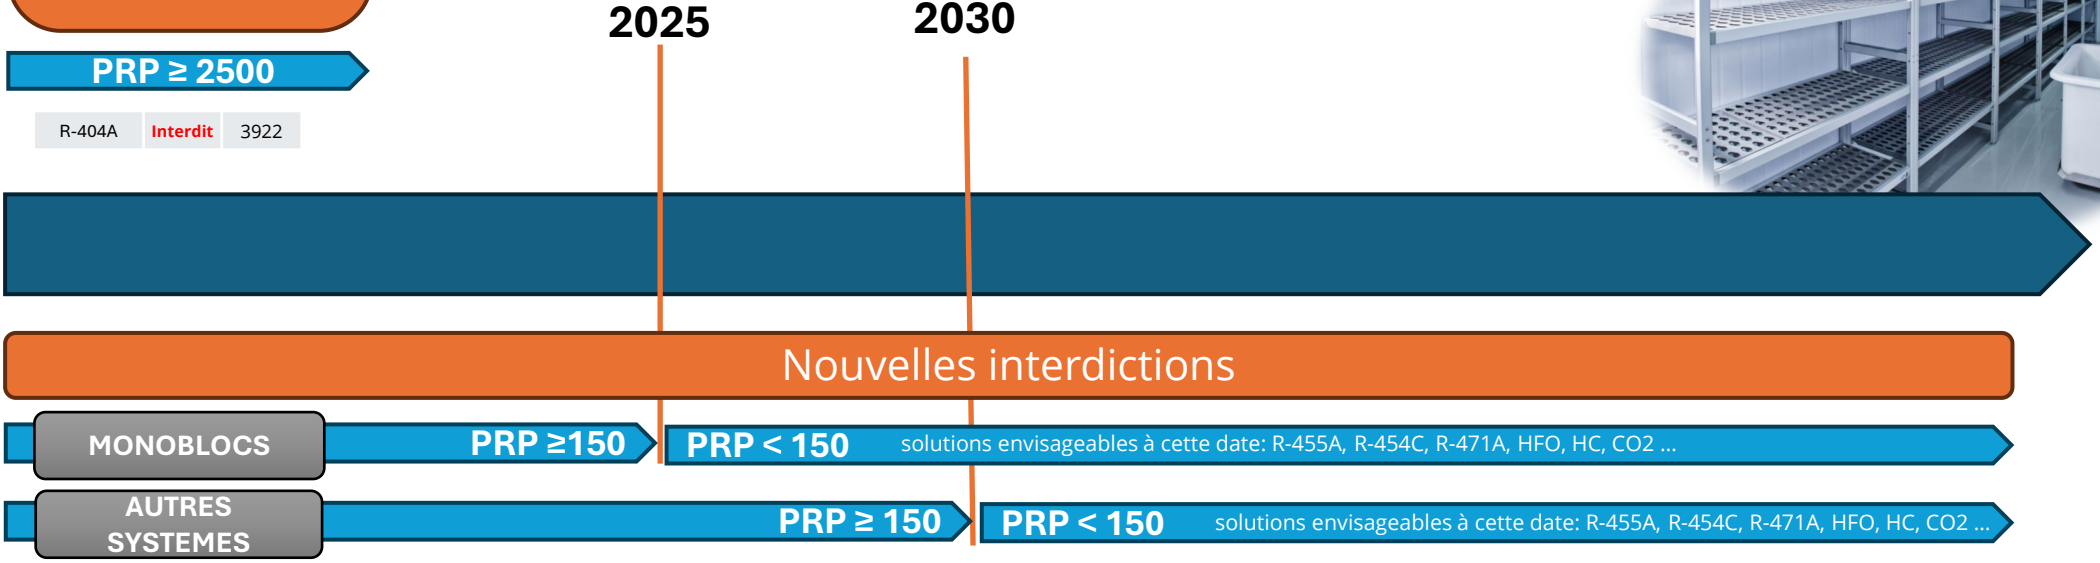 2025
2030
PRP ≥ 2500
R-404A Interdit 3922
Nouvelles interdictions
MONOBLOCS
PRP ≥150
PRP < 150
solutions envisageables à cette date: R-455A, R-454C, R-471A, HFO, HC, CO2 ...
AUTRES
SYSTEMES
PRP ≥ 150
PRP < 150
solutions envisageables à cette date: R-455A, R-454C, R-471A, HFO, HC, CO2 ...